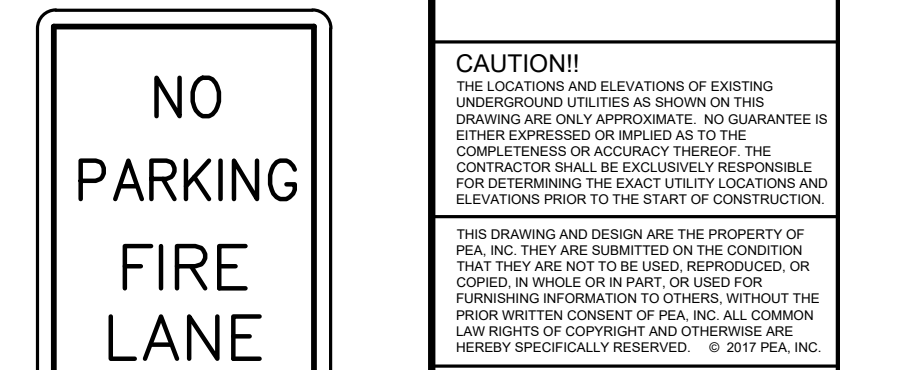 NO
PARKING
FIRE
LANE
CAUTION!!
THE LOCATIONS AND ELEVATIONS OF EXISTING
UNDERGROUND UTILITIES AS SHOWN ON THIS
DRAWING ARE ONLY APPROXIMATE. NO GUARANTEE IS
EITHER EXPRESSED OR IMPLIED AS TO THE
COMPLETENESS OR ACCURACY THEREOF. THE
CONTRACTOR SHALL BE EXCLUSIVELY RESPONSIBLE
FOR DETERMINING THE EXACT UTILITY LOCATIONS AND
ELEVATIONS PRIOR TO THE START OF CONSTRUCTION.
THIS DRAWING AND DESIGN ARE THE PROPERTY OF
PEA, INC. THEY ARE SUBMITTED ON THE CONDITION
THAT THEY ARE NOT TO BE USED, REPRODUCED, OR
COPIED, IN WHOLE OR IN PART, OR USED FOR
FURNISHING INFORMATION TO OTHERS, WITHOUT THE
PRIOR WRITTEN CONSENT OF PEA, INC. ALL COMMON
LAW RIGHTS OF COPYRIGHT AND OTHERWISE ARE
HEREBY SPECIFICALLY RESERVED. © 2017 PEA, INC.